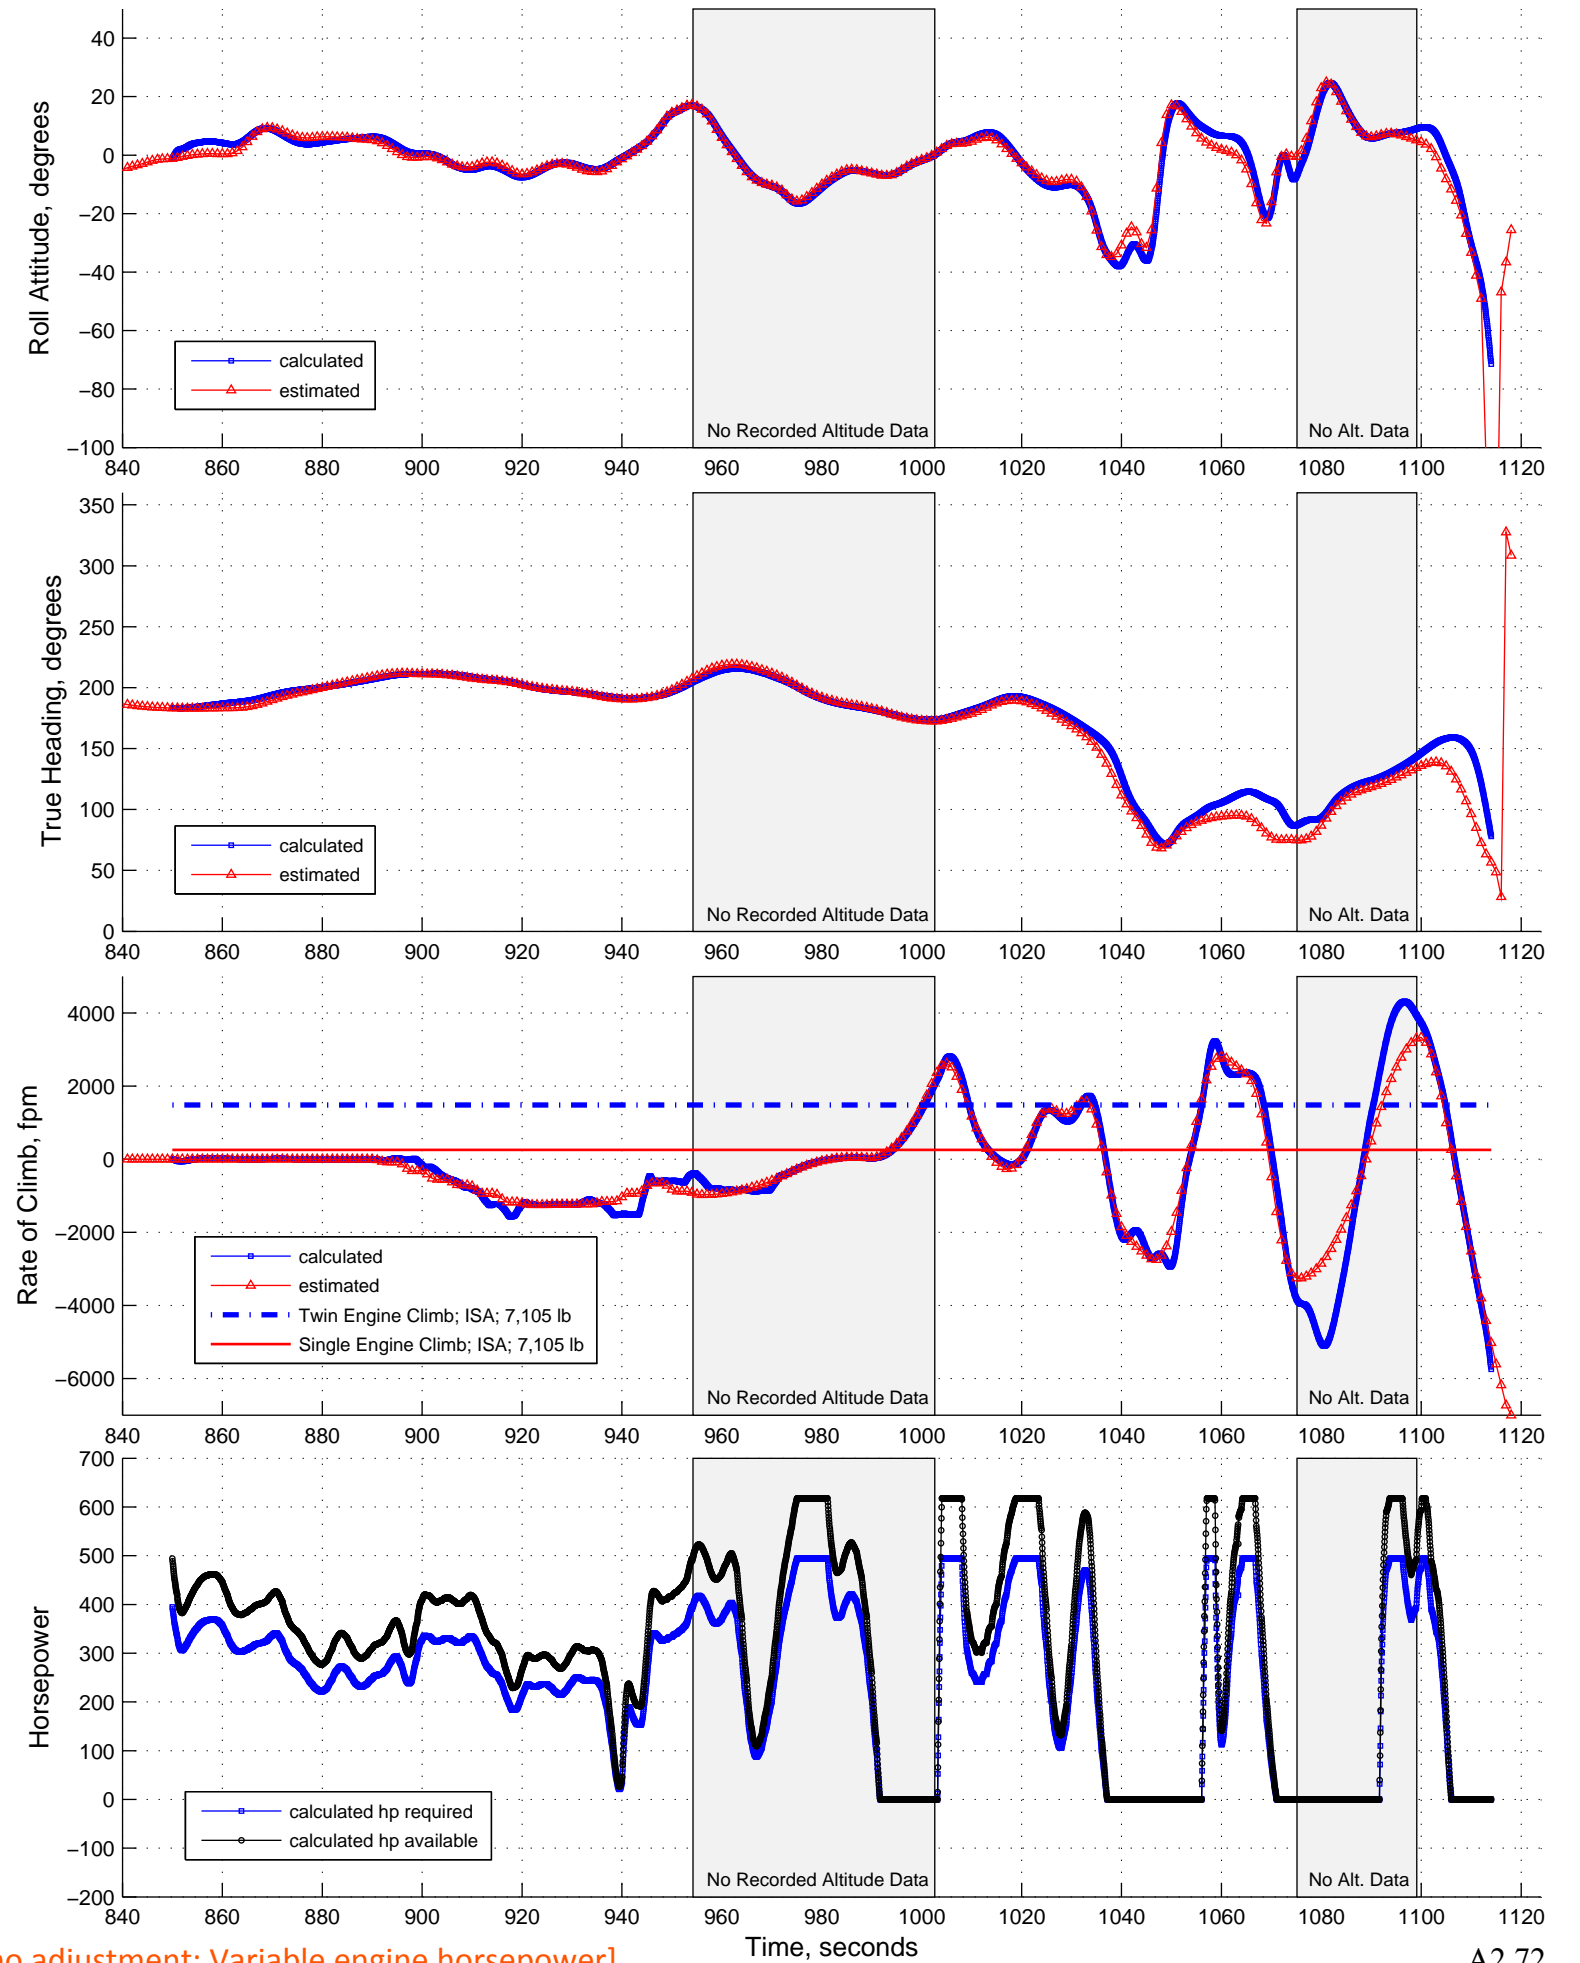 40
20
0
−20
−40
−60
−80
−100
Roll Attitude, degrees
calculated
estimated
No Recorded Altitude Data
No Alt. Data
840 860 880 900 920 940 960 980 1000 1020 1040 1060 1080 1100 1120
350
300
250
200
150
100
50
0
True Heading, degrees
calculated
estimated
No Recorded Altitude Data
No Alt. Data
840 860 880 900 920 940 960 980 1000 1020 1040 1060 1080 1100 1120
4000
2000
0
−2000
−4000
−6000
Rate of Climb, fpm
calculated
estimated
Twin Engine Climb; ISA; 7,105 lb
Single Engine Climb; ISA; 7,105 lb
No Recorded Altitude Data
No Alt. Data
840 860 880 900 920 940 960 980 1000 1020 1040 1060 1080 1100 1120
700
600
500
400
300
200
100
0
−100
−200
Horsepower
calculated hp required
calculated hp available
No Recorded Altitude Data
No Alt. Data
840 860 880 900 920 940 960 980 1000 1020 1040 1060 1080 1100 1120
Time, seconds
no adjustment; Variable engine horsepower]
A2 72